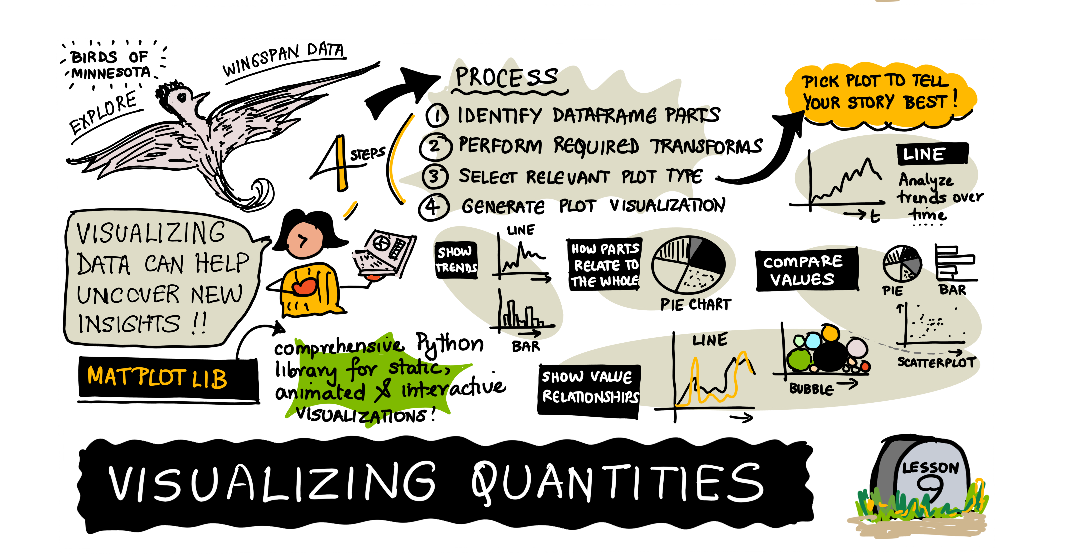 BIRDS OF
MINNESOTA
EXPLORE
WINGSPAN DATA
4 STEPS
PROCESS
1 IDENTIFY DATAFRAME PARTS
2 PERFORM REQUIRED TRANSFORMS
3 SELECT RELEVANT PLOT TYPE
4 GENERATE PLOT VISUALIZATION
PICK PLOT TO TELL
YOUR STORY BEST!
LINE
Analyze
trends over
time
t
VISUALIZING
DATA CAN HELP
UNCOVER NEW
INSIGHTS!!
SHOW
TRENDS
LINE
BAR
HOW PARTS
RELATE TO
THE WHOLE
PIE CHART
COMPARE
VALUES
PIE
BAR
SCATTERPLOT
MATPLOT LIB
comprehensive Python
library for static,
animated & interactive
VISUALIZATIONS!
SHOW VALUE
RELATIONSHIPS
LINE
BUBBLE
VISUALIZING QUANTITIES
LESSON
9